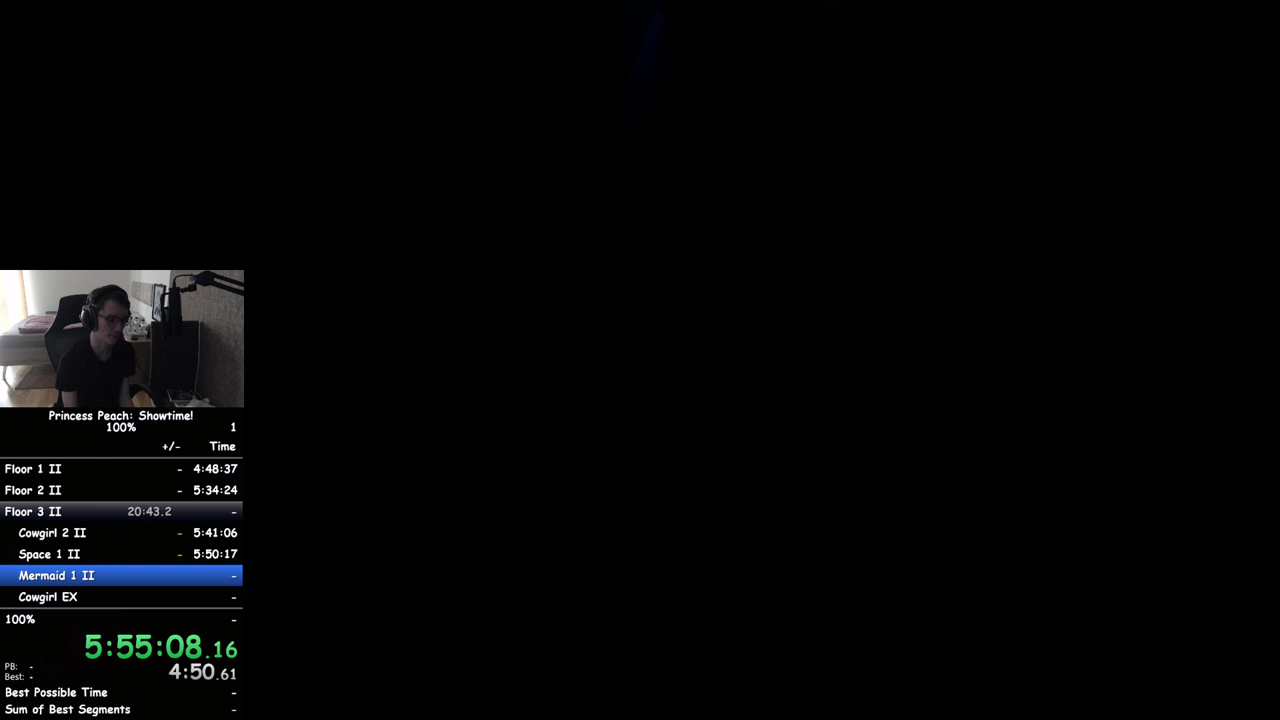 Princess Peach: Showtime!
100% 1
+/- Time
Floor 1 II - 4:48:37
Floor 2 II - 5:34:24
Floor 3 II 20:43.2 -
Cowgirl 2 II - 5:41:06
Space 1 II - 5:50:17
Mermaid 1 II -
Cowgirl EX -
100% -
5:55:08.16
PB: - 4:50.61
Best: -
Best Possible Time -
Sum of Best Segments -